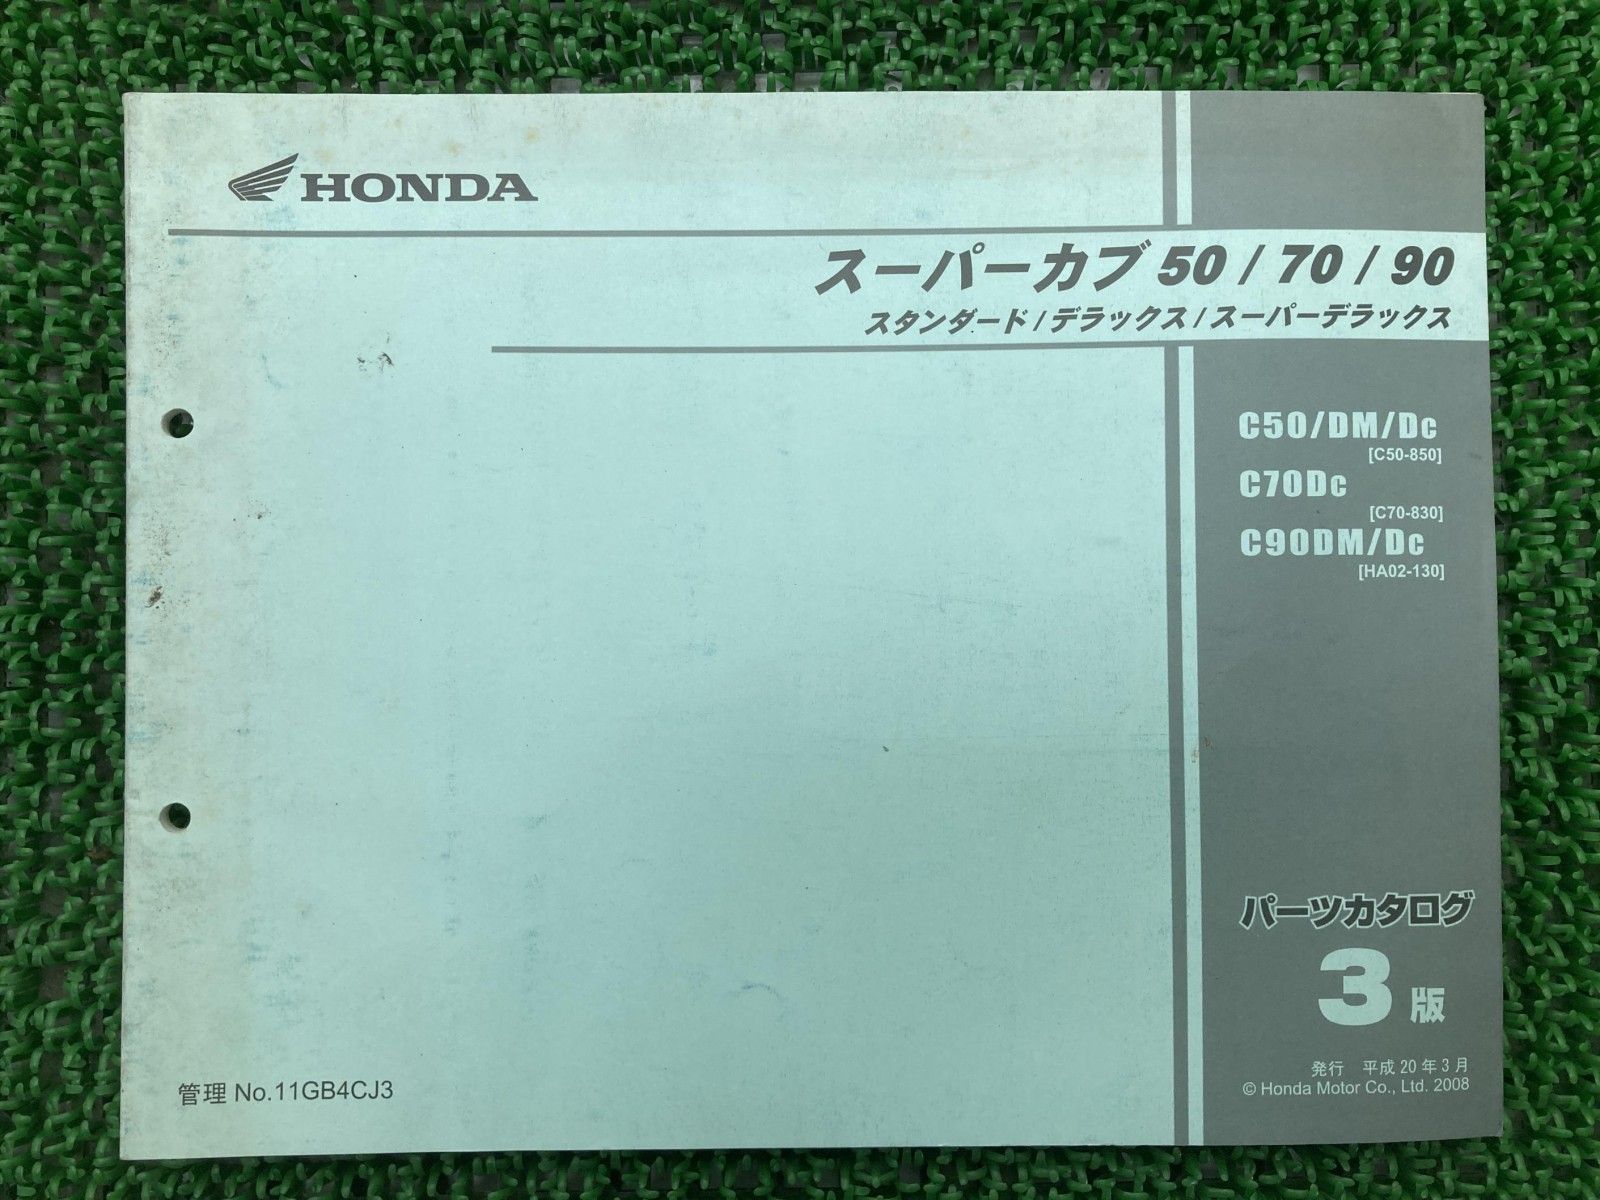 HONDA
スーパーカブ 50 / 70 / 90
スタンダード / デラックス / スーパーデラックス
C50/DM/Dc
[C50-850]
C70Dc
[C70-830]
C90DM/Dc
[HA02-130]
パーツカタログ
3 版
発行 平成 20 年 3 月
© Honda Motor Co., Ltd. 2008
管理 No.11GB4CJ3